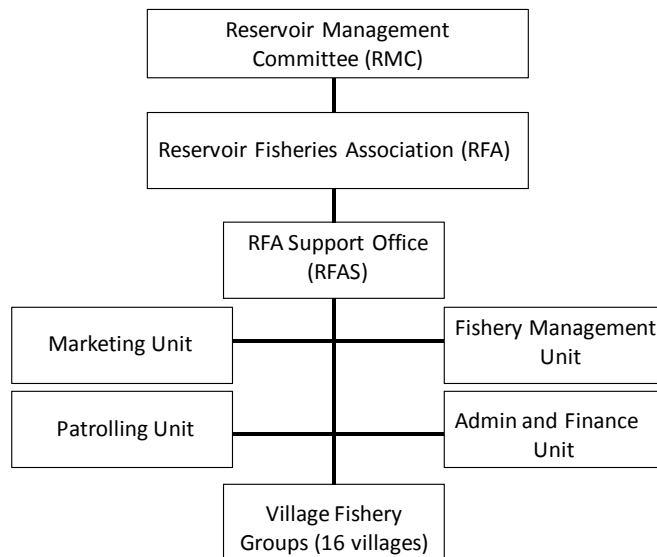 Reservoir Management
Committee (RMC)
Reservoir Fisheries Association (RFA)
RFA Support Office
(RFAS)
Marketing Unit
Fishery Management
Unit
Patrolling Unit
Admin and Finance
Unit
Village Fishery
Groups (16 villages)